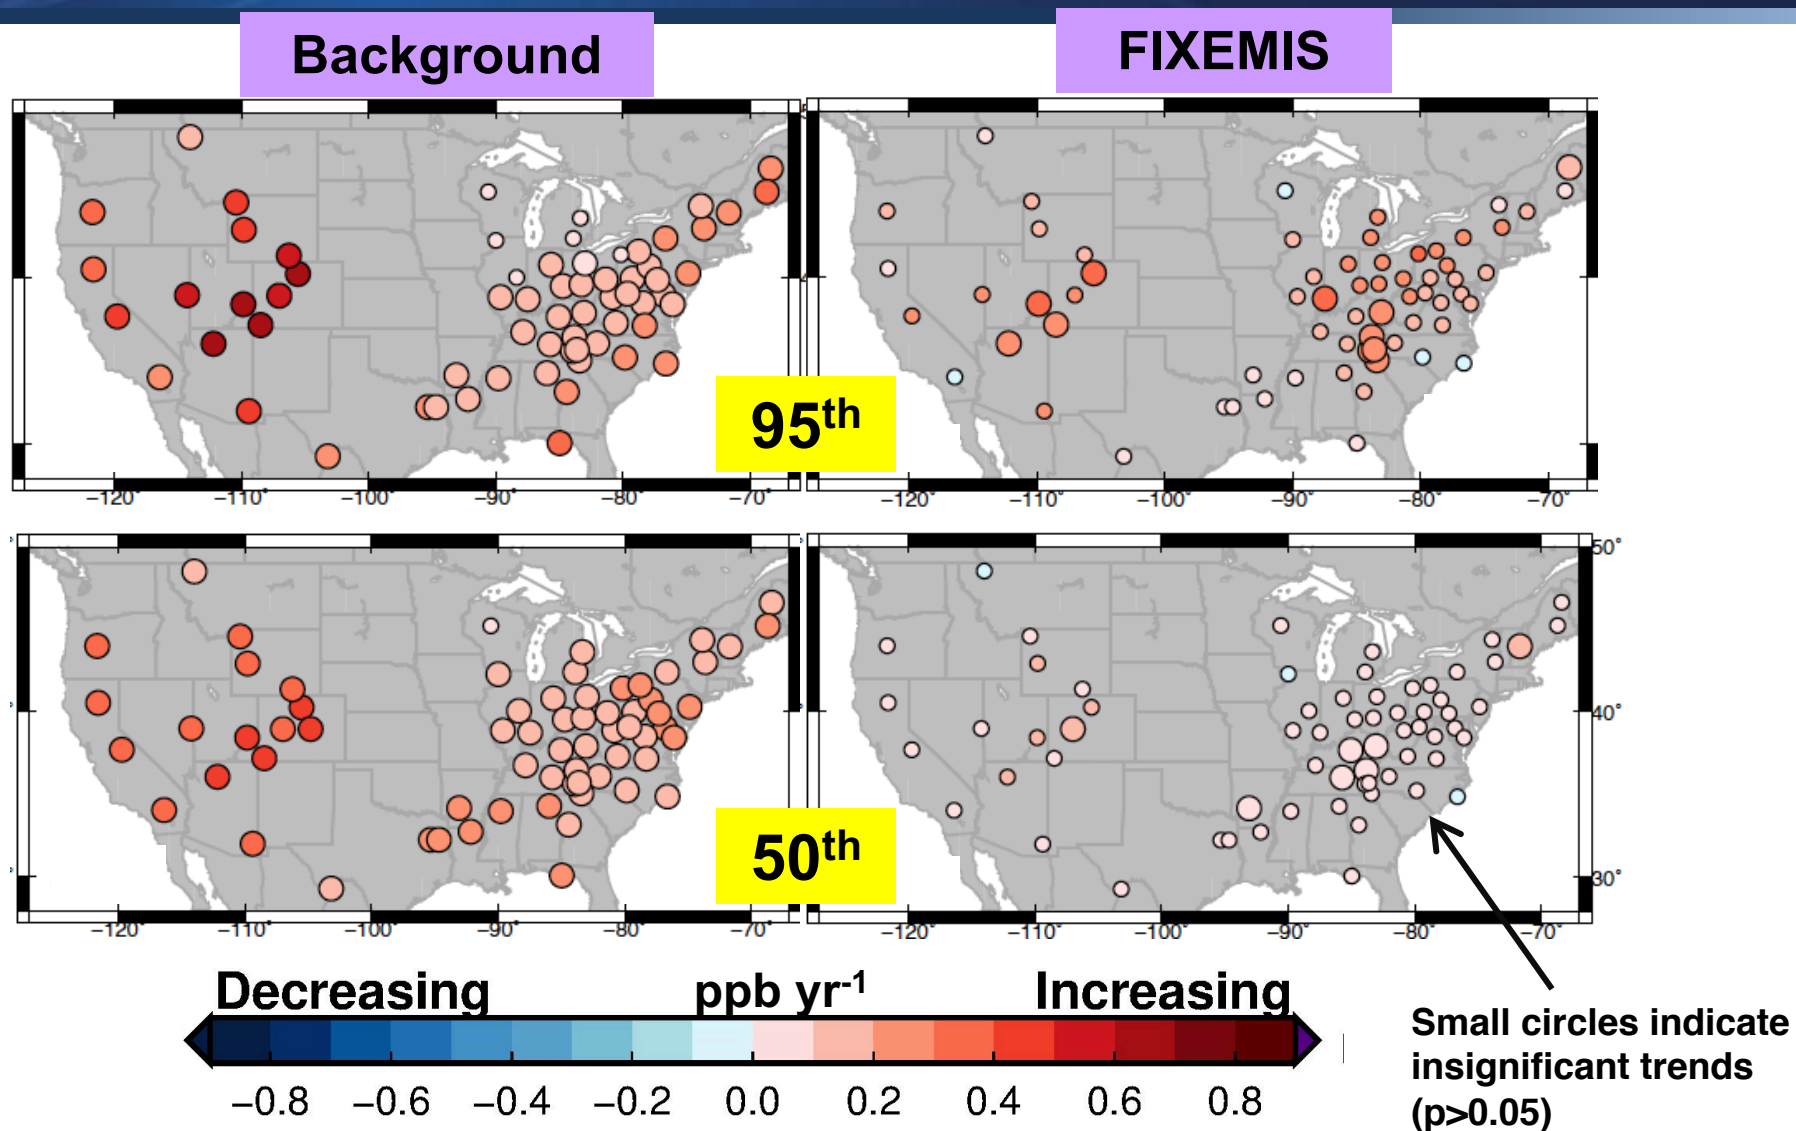 Background
FIXEMIS
95th
−120° −110° −100° −90° −80° −70°
−120° −110° −100° −90° −80° −70°
50°
40°
30°
50th
−120° −110° −100° −90° −80° −70°
−120° −110° −100° −90° −80° −70°
Decreasing ppb yr-1 Increasing
−0.8 −0.6 −0.4 −0.2 0.0 0.2 0.4 0.6 0.8
Small circles indicate
insignificant trends
(p>0.05)